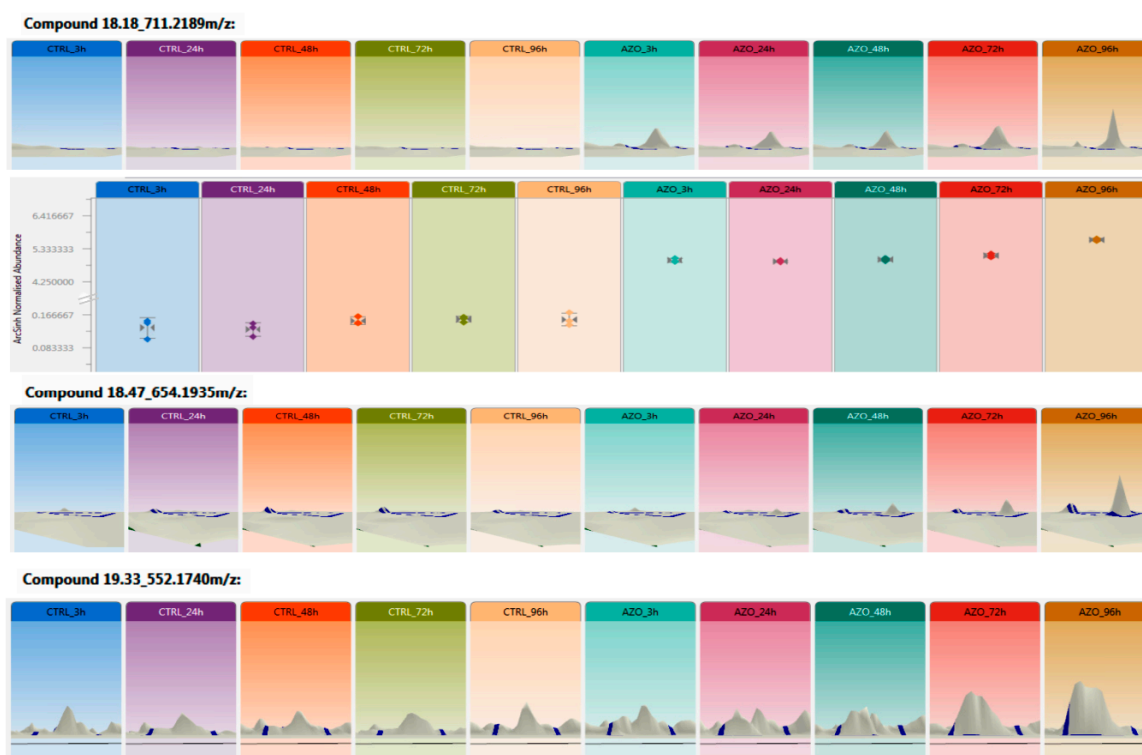 Compound 18.18_711.2189m/z:
CTRL_3h CTRL_24h CTRL_48h CTRL_72h CTRL_96h AZO_3h AZO_24h AZO_48h AZO_72h AZO_96h
CTRL_3h CTRL_24h CTRL_48h CTRL_72h CTRL_96h AZO_3h AZO_24h AZO_48h AZO_72h AZO_96h
ArcSinh Normalised Abundance
6.416667
5.333333
4.250000
0.166667
0.083333
Compound 18.47_654.1935m/z:
CTRL_3h CTRL_24h CTRL_48h CTRL_72h CTRL_96h AZO_3h AZO_24h AZO_48h AZO_72h AZO_96h
Compound 19.33_552.1740m/z:
CTRL_3h CTRL_24h CTRL_48h CTRL_72h CTRL_96h AZO_3h AZO_24h AZO_48h AZO_72h AZO_96h